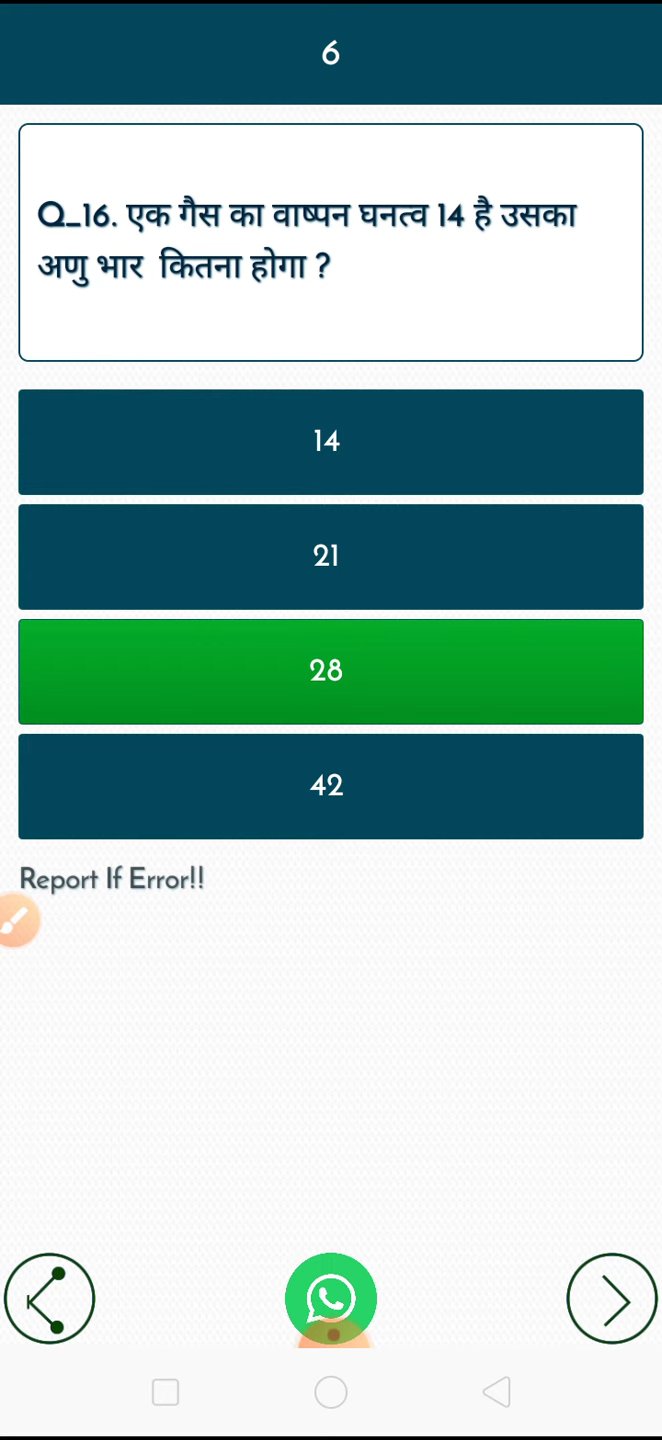 6
Q_16. एक गैस का वाष्पन घनत्व 14 है उसका
अणु भार कितना होगा ?
14
21
28
42
Report If Error!!